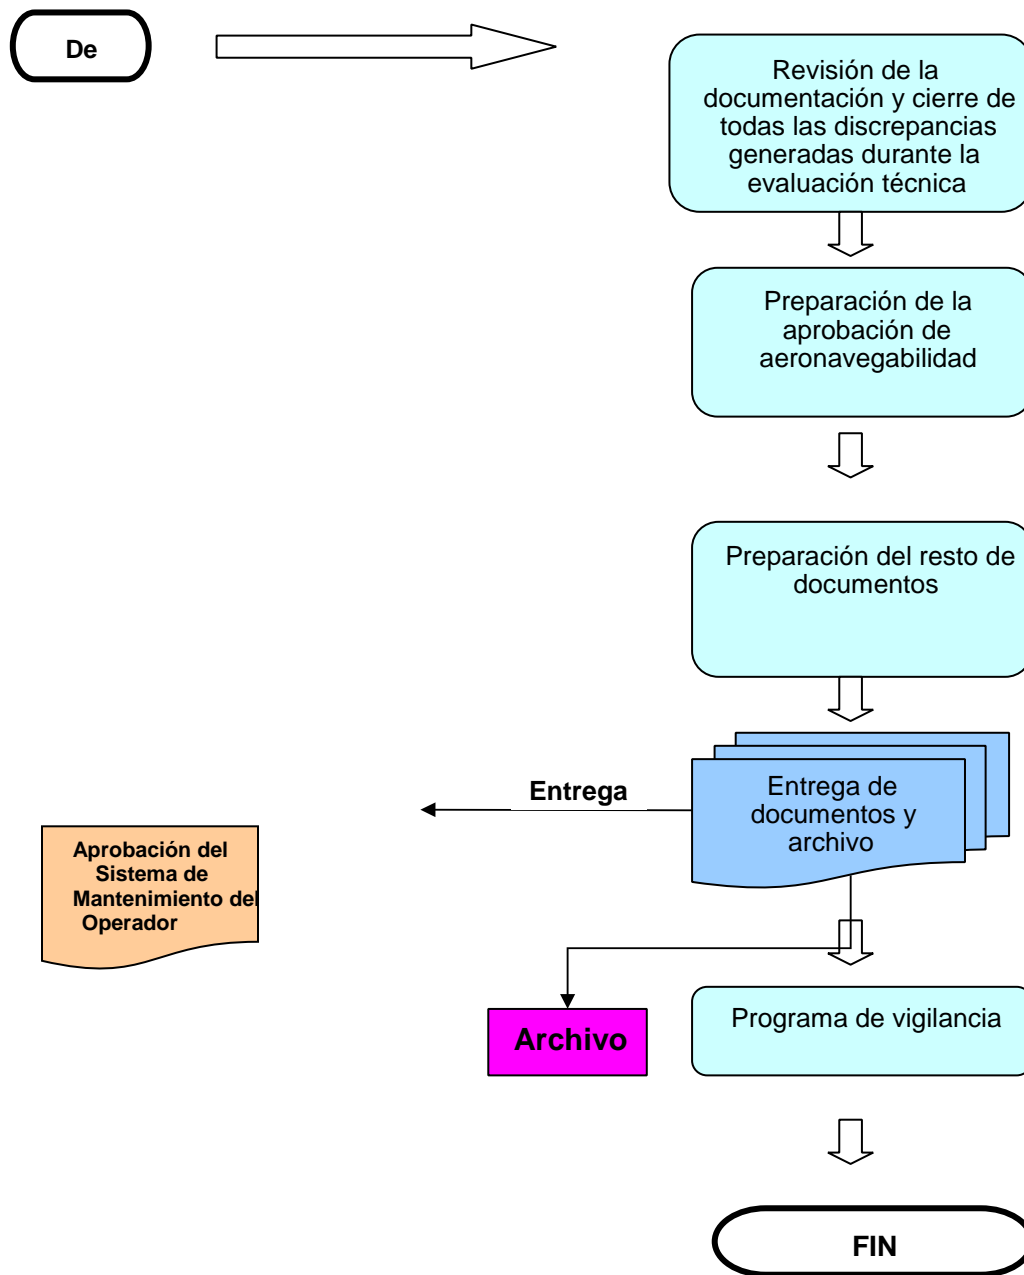 De
Revisión de la
documentación y cierre de
todas las discrepancias
generadas durante la
evaluación técnica
Preparación de la
aprobación de
aeronavegabilidad
Preparación del resto de
documentos
Entrega de
documentos y
archivo
Entrega
Aprobación del
Sistema de
Mantenimiento del
Operador
Archivo
Programa de vigilancia
FIN